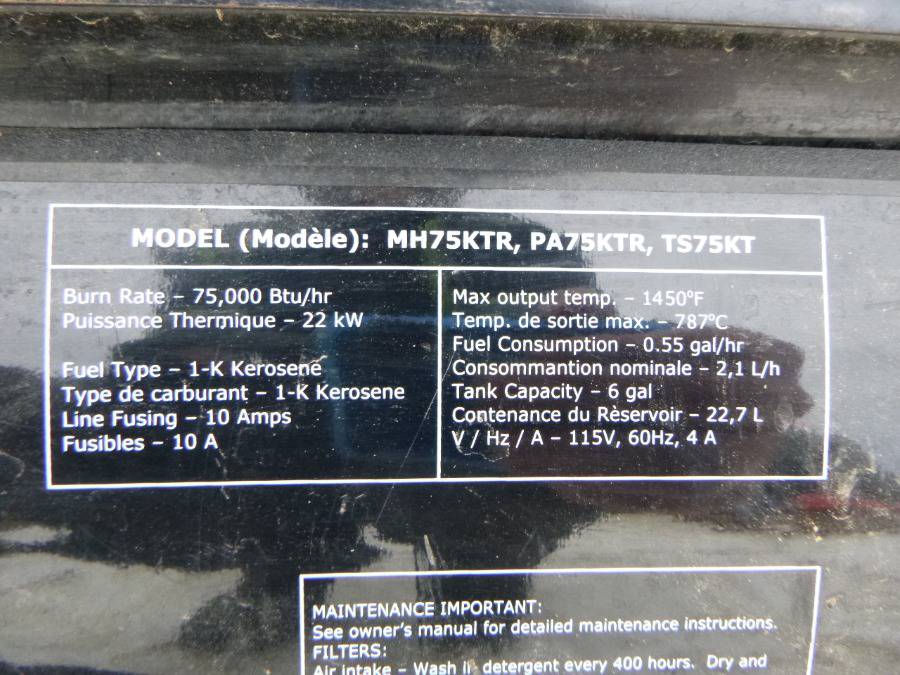 MODEL (Modèle): MH75KTR, PA75KTR, TS75KT
Burn Rate – 75,000 Btu/hr
Puissance Thermique – 22 kW
Fuel Type – 1-K Kerosene
Type de carburant – 1-K Kerosene
Line Fusing – 10 Amps
Fusibles – 10 A
Max output temp. – 1450ºF
Temp. de sortie max. – 787ºC
Fuel Consumption – 0.55 gal/hr
Consommantion nominale – 2,1 L/h
Tank Capacity – 6 gal
Contenance du Rèservoir – 22,7 L
V / Hz / A – 115V, 60Hz, 4 A
MAINTENANCE IMPORTANT:
See owner's manual for detailed maintenance instructions.
FILTERS:
Air intake – Wash in detergent every 400 hours. Dry and